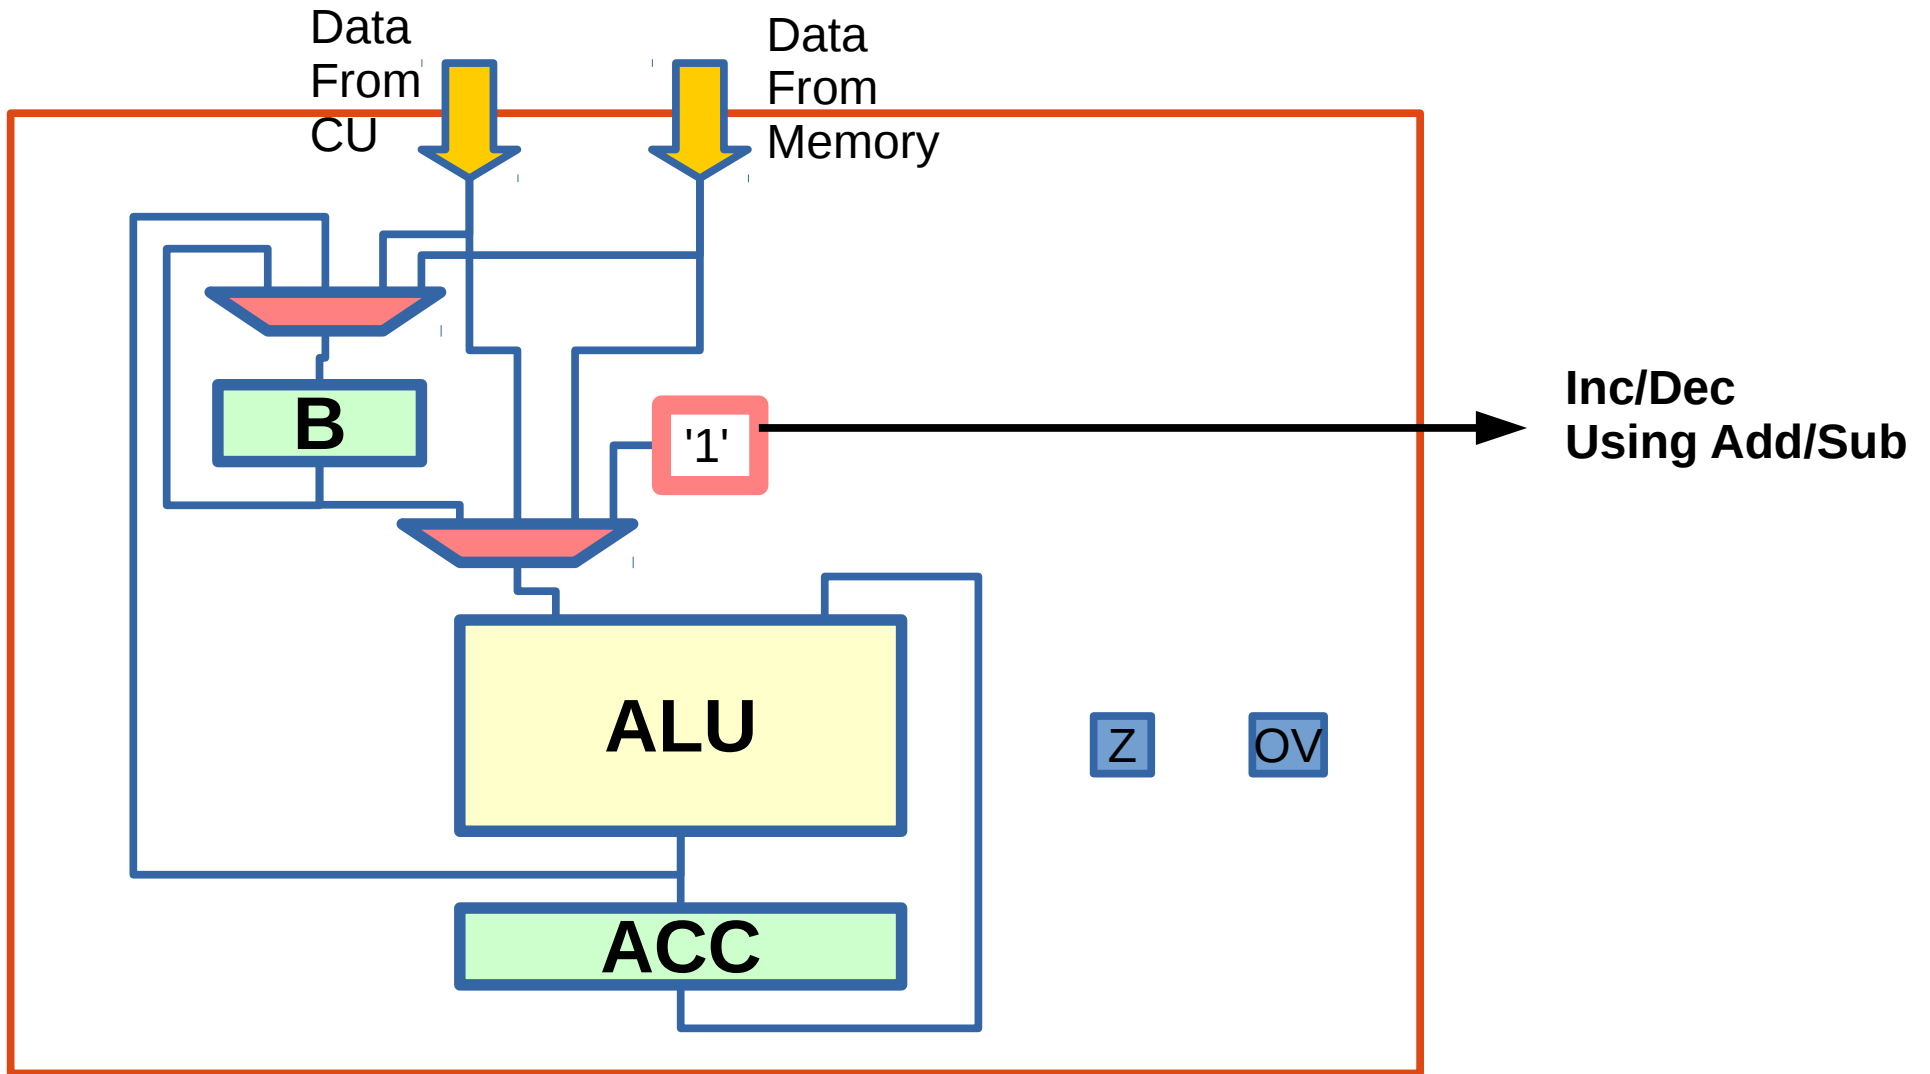 Data
From
CU
Data
From
Memory
B
'1'
Inc/Dec
Using Add/Sub
ALU
Z
OV
ACC